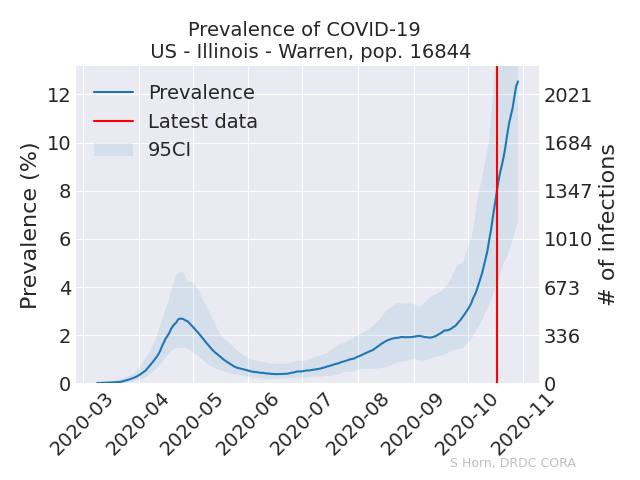 Prevalence of COVID-19
US - Illinois - Warren, pop. 16844
Prevalence
Latest data
95CI
Prevalence (%)
12
10
8
6
4
2
0
2021
1684
1347
1010
673
336
0
# of infections
2020-03
2020-04
2020-05
2020-06
2020-07
2020-08
2020-09
2020-10
2020-11
S Horn, DRDC CORA